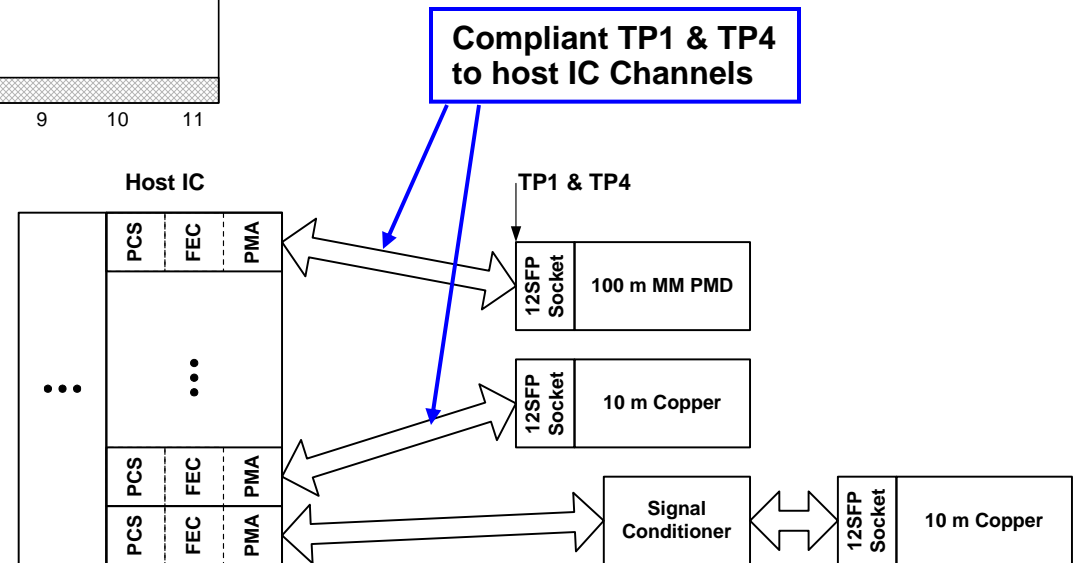 Compliant TP1 & TP4
to host IC Channels
9 10 11
Host IC
TP1 & TP4
PCS FEC PMA
12SFP
Socket
100 m MM PMD
12SFP
Socket
10 m Copper
PCS FEC PMA
PCS FEC PMA
Signal
Conditioner
12SFP
Socket
10 m Copper